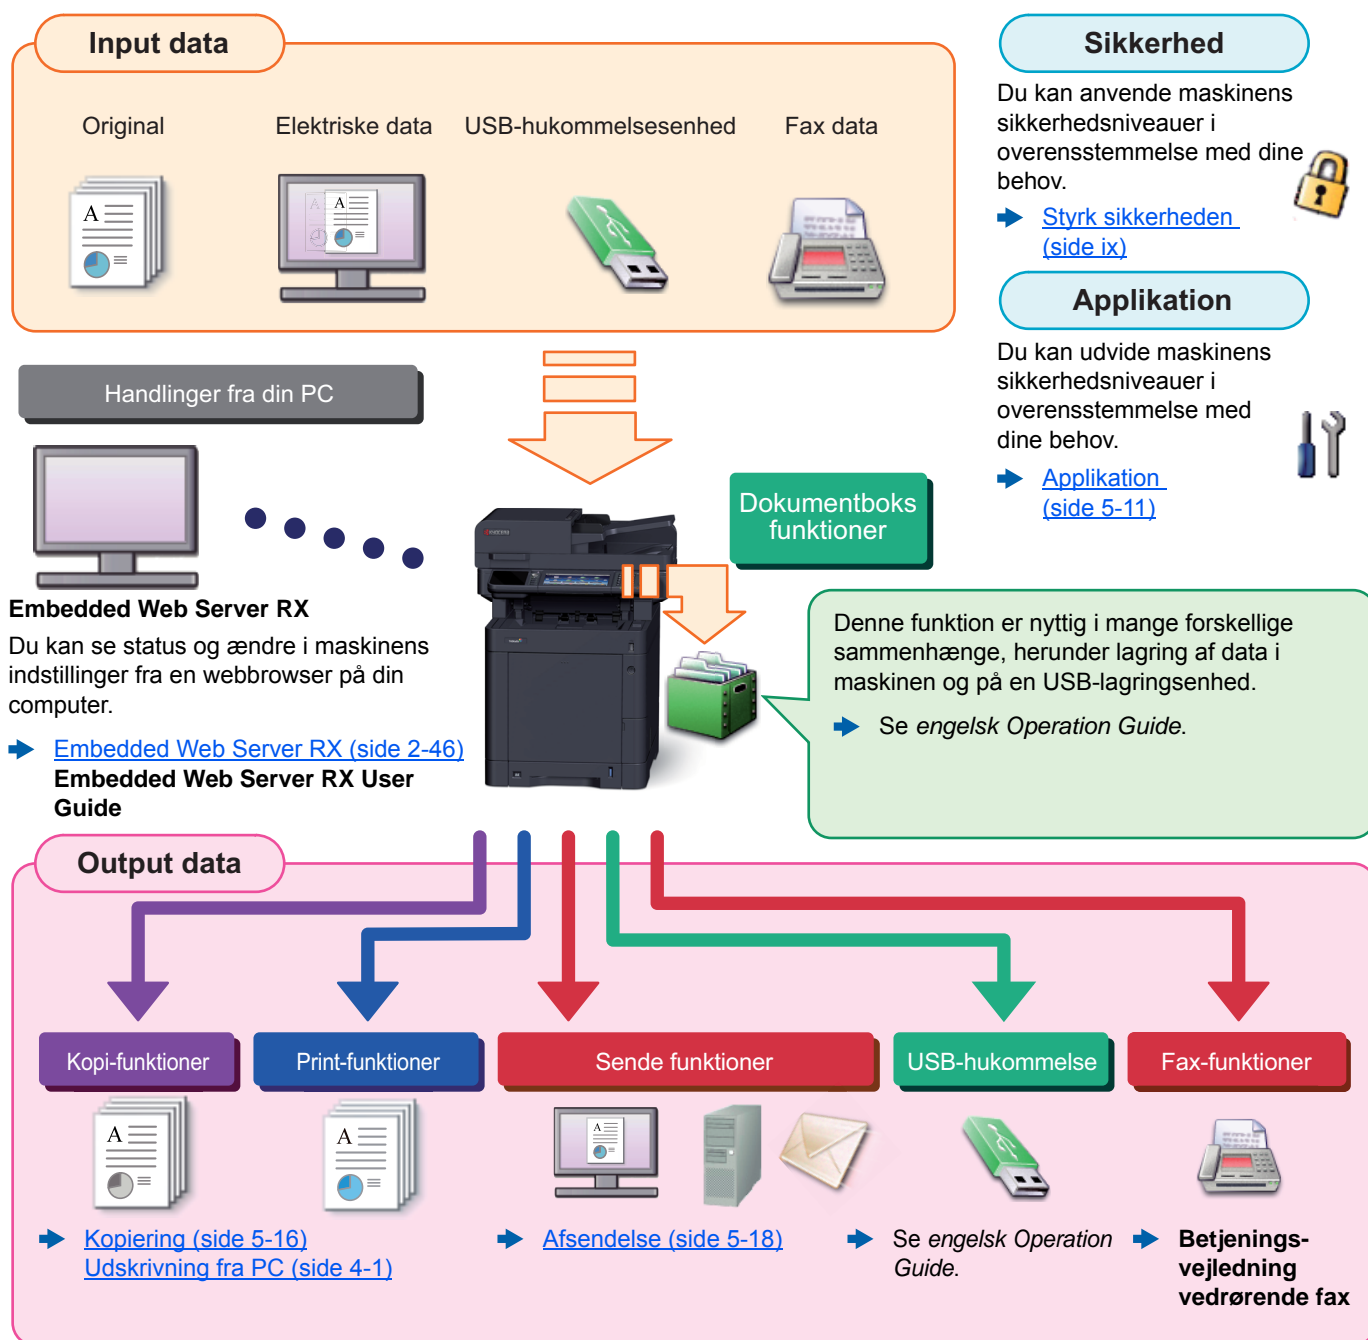 Input data
Original
Elektriske data
USB-hukommelsesenhed
Fax data
Sikkerhed
Du kan anvende maskinens
sikkerhedsniveauer i
overensstemmelse med dine
behov.
Styrk sikkerheden
(side ix)
Applikation
Du kan udvide maskinens
sikkerhedsniveauer i
overensstemmelse med
dine behov.
Applikation
(side 5-11)
Handlinger fra din PC
Embedded Web Server RX
Du kan se status og ændre i maskinens
indstillinger fra en webbrowser på din
computer.
Embedded Web Server RX (side 2-46)
Embedded Web Server RX User
Guide
Dokumentboks
funktioner
Denne funktion er nyttig i mange forskellige
sammenhænge, herunder lagring af data i
maskinen og på en USB-lagringsenhed.
Se engelsk Operation Guide.
Output data
Kopi-funktioner
Print-funktioner
Sende funktioner
USB-hukommelse
Fax-funktioner
Kopiering (side 5-16)
Udskrivning fra PC (side 4-1)
Afsendelse (side 5-18)
Se engelsk Operation
Guide.
Betjenings-
vejledning
vedrørende fax